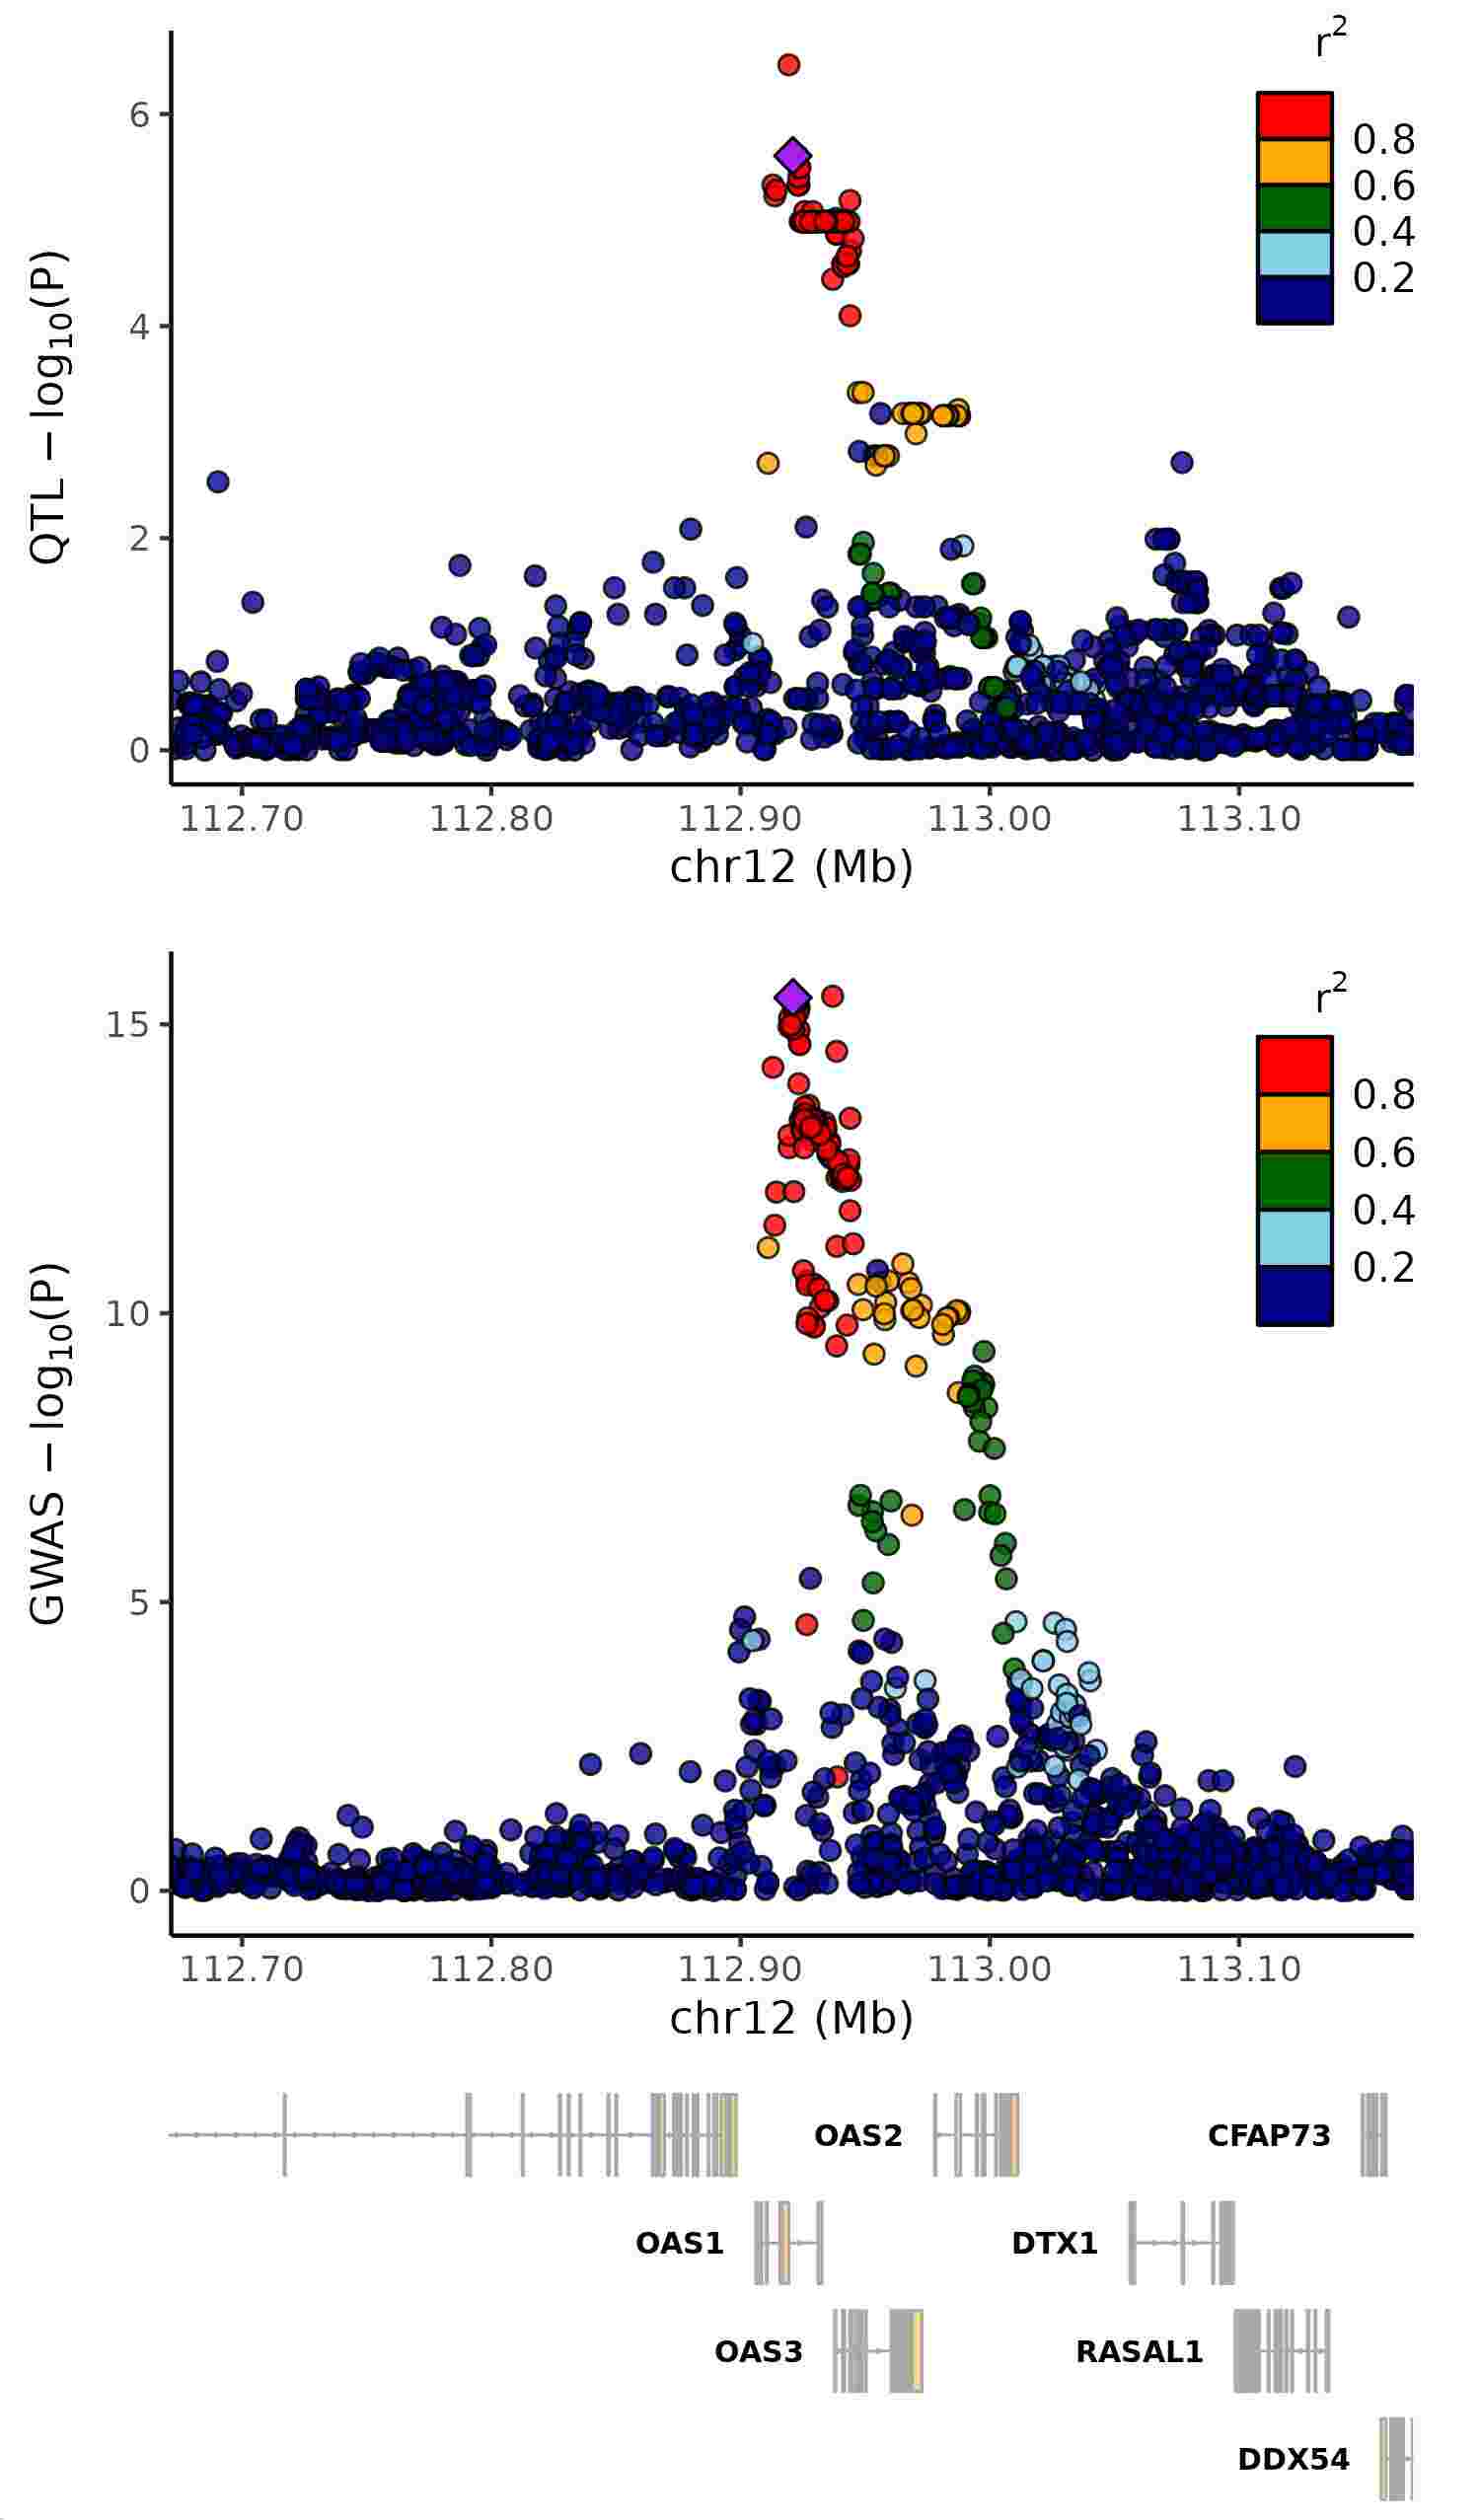 r2
6
0.8
0.6
0.4
0.2
4
2
0
QTL − log10(P)
112.70 112.80 112.90 113.00 113.10
chr12 (Mb)
r2
15
0.8
0.6
0.4
0.2
10
5
0
GWAS − log10(P)
112.70 112.80 112.90 113.00 113.10
chr12 (Mb)
OAS2 CFAP73
OAS1 DTX1
OAS3 RASAL1
DDX54